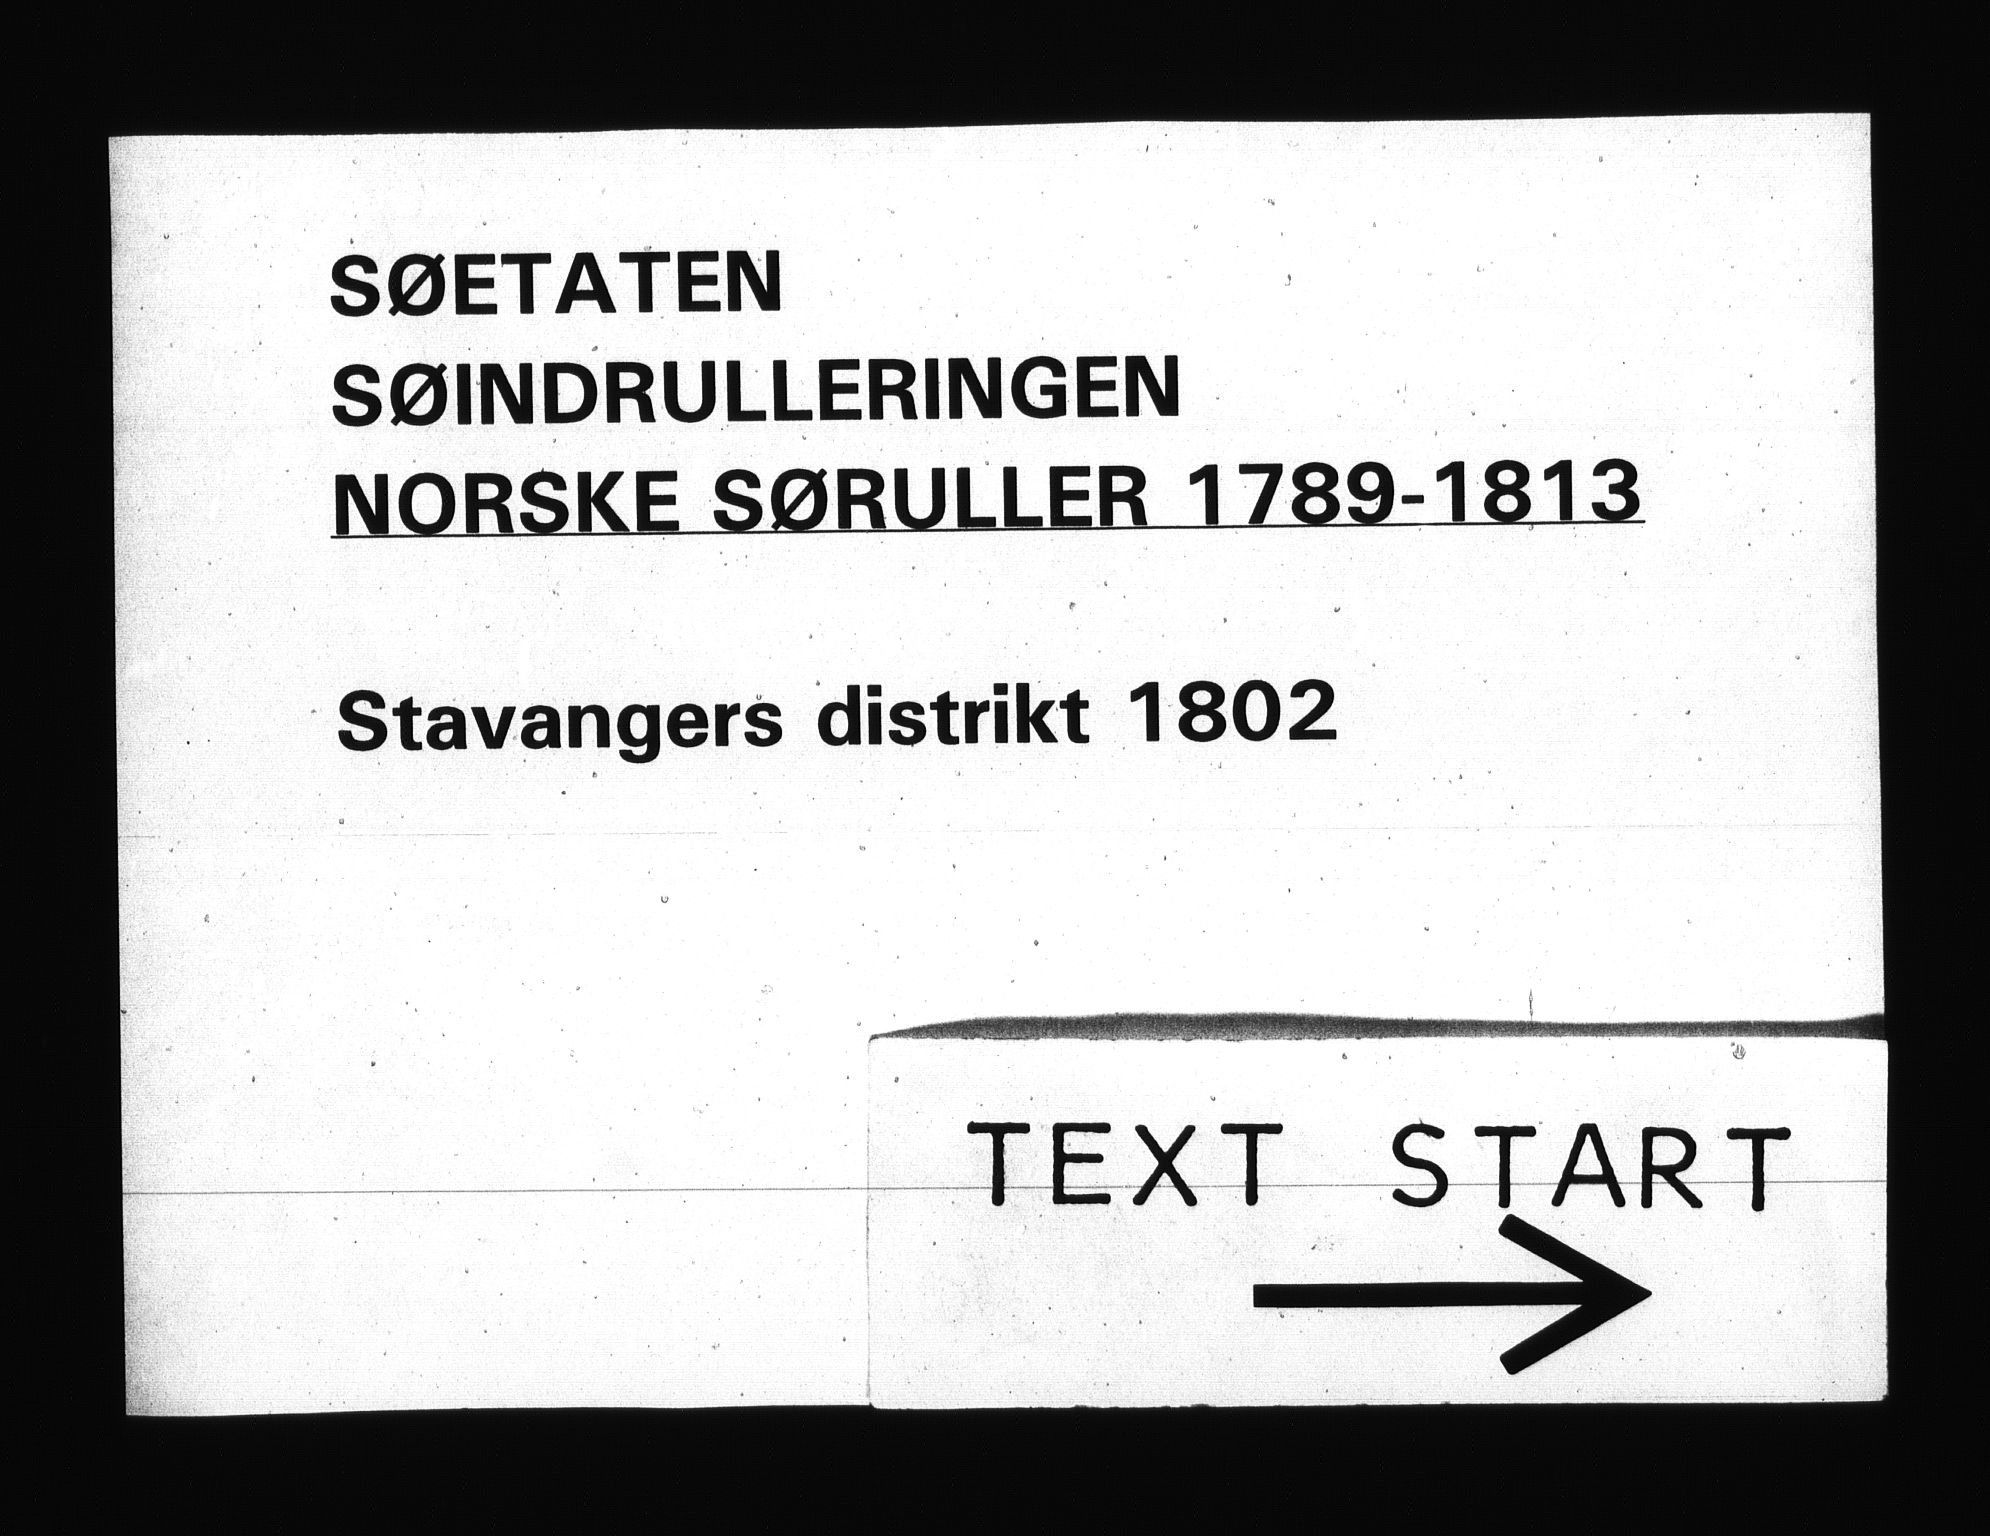 SØETATEN
SØINDRULLERINGEN
NORSKE SØRULLER 1789-1813
Stavangers distrikt 1802
TEXT START